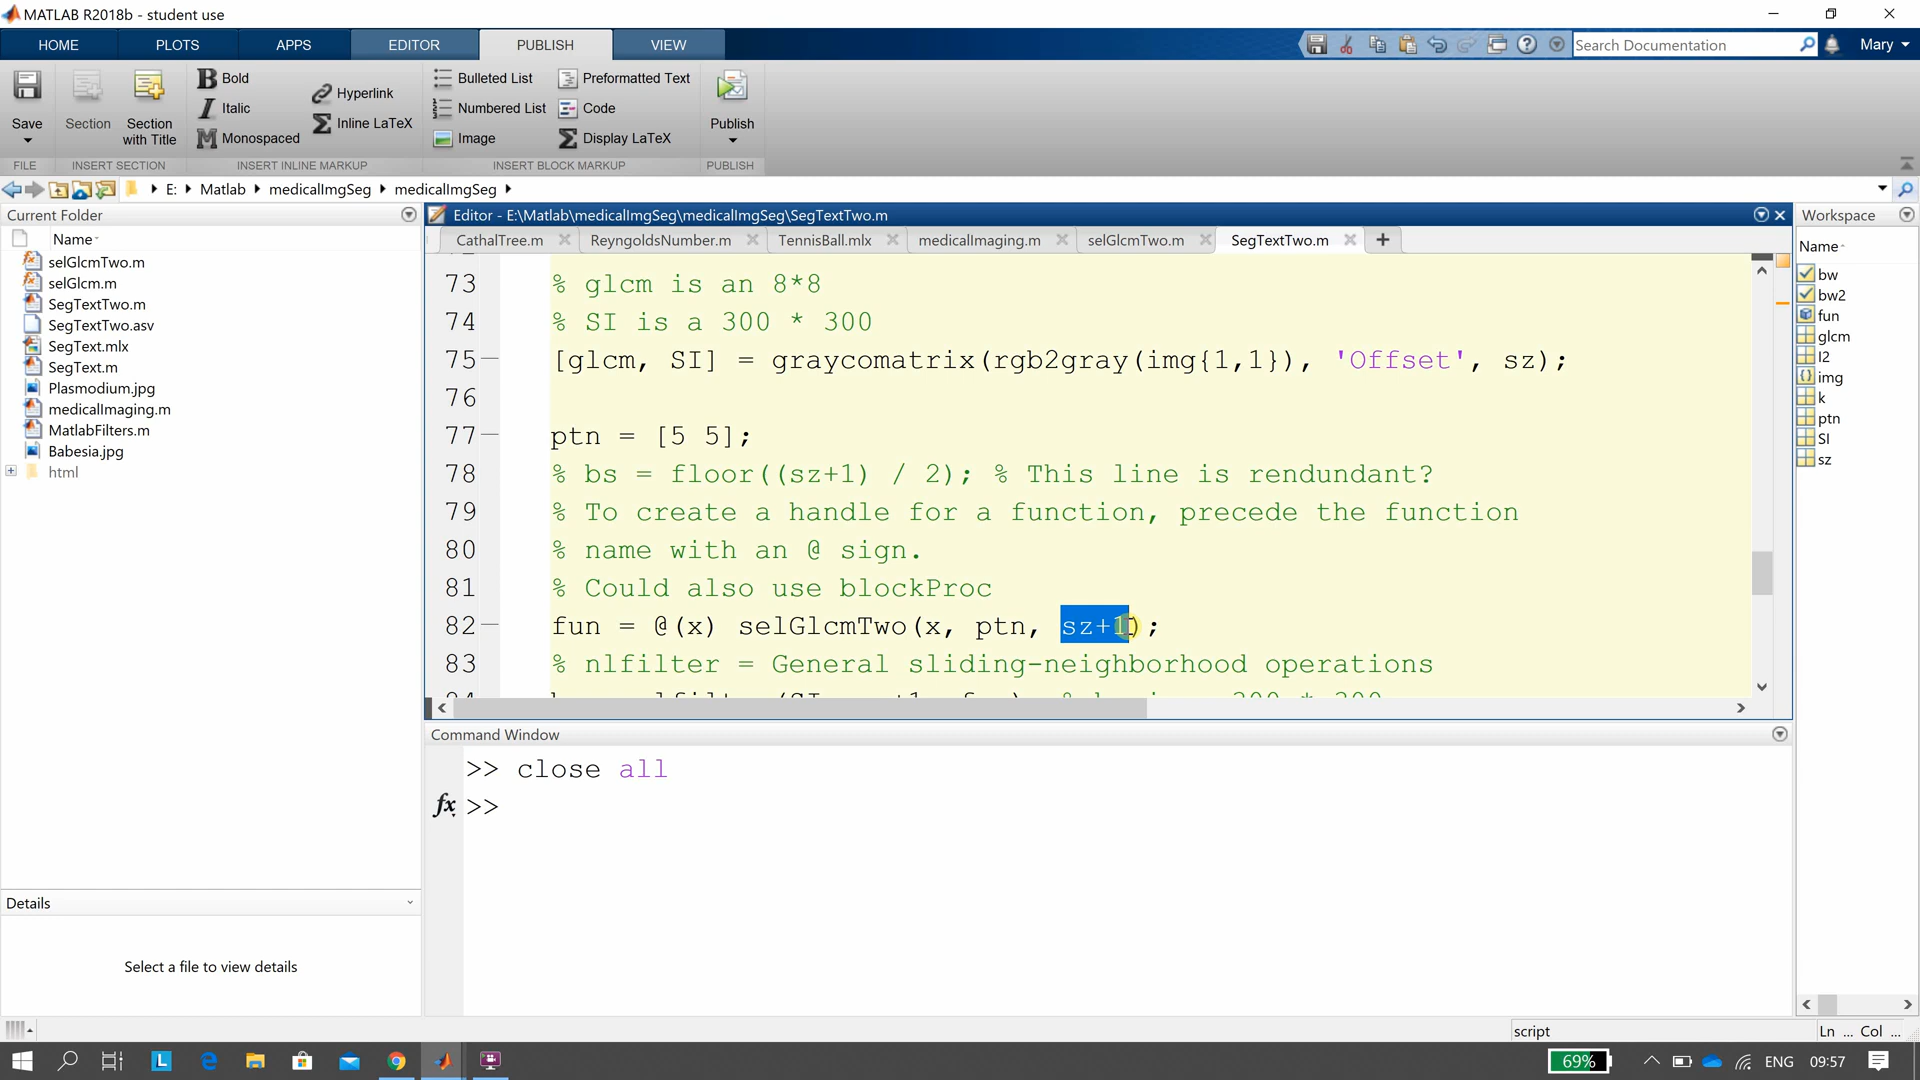 MATLAB R2018b - student use
HOME PLOTS APPS EDITOR PUBLISH VIEW
Search Documentation
Mary
Save
Section
Section with Title
Bold
Italic
Monospaced
Hyperlink
Inline LaTeX
Bulleted List
Numbered List
Image
Preformatted Text
Code
Display LaTeX
Publish
FILE INSERT SECTION INSERT INLINE MARKUP INSERT BLOCK MARKUP PUBLISH
E: Matlab medicalImgSeg medicalImgSeg
Current Folder
Name
selGlcmTwo.m
selGlcm.m
SegTextTwo.m
SegTextTwo.asv
SegText.mlx
SegText.m
Plasmodium.jpg
medicalImaging.m
MatlabFilters.m
Babesia.jpg
html
Details
Select a file to view details
Editor - E:\Matlab\medicalImgSeg\medicalImgSeg\SegTextTwo.m
CathalTree.m ReyngoldsNumber.m TennisBall.mlx medicalImaging.m selGlcmTwo.m SegTextTwo.m
73 % glcm is an 8*8
74 % SI is a 300 * 300
75 [glcm, SI] = graycomatrix(rgb2gray(img{1,1}), 'Offset', sz);
76
77 ptn = [5 5];
78 % bs = floor((sz+1) / 2); % This line is rendundant?
79 % To create a handle for a function, precede the function
80 % name with an @ sign.
81 % Could also use blockProc
82 fun = @(x) selGlcmTwo(x, ptn, sz+1);
83 % nlfilter = General sliding-neighborhood operations
Command Window
>> close all
fx >>
Workspace
Name
bw
bw2
fun
glcm
I2
img
k
ptn
SI
sz
script
Ln ... Col ...
69%
ENG
09:57